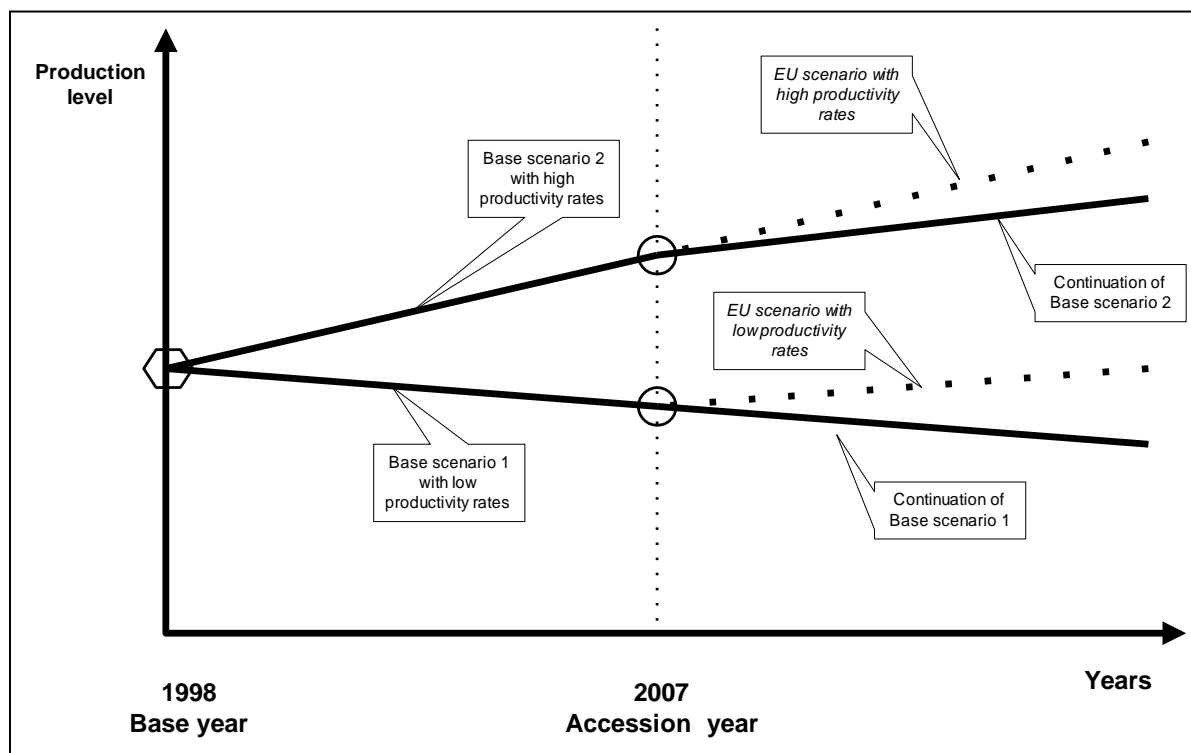 Production
level
EU scenario with
high productivity
rates
Base scenario 2
with high
productivity rates
Continuation of
Base scenario 2
EU scenario with
low productivity
rates
Base scenario 1
with low
productivity rates
Continuation of
Base scenario 1
Years
1998
Base year
2007
Accession year